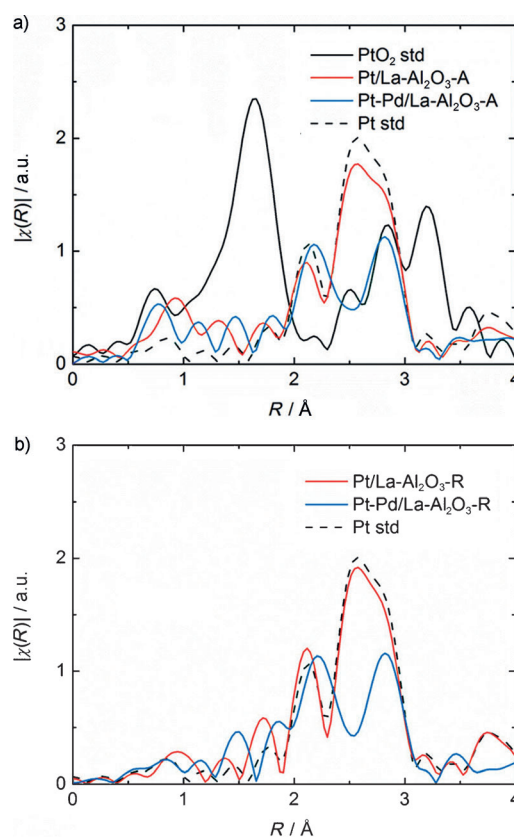 a)
3
2
1
0
|χ(R)| / a.u.
PtO₂ std
Pt/La-Al₂O₃-A
Pt-Pd/La-Al₂O₃-A
Pt std
0 1 2 3 4
R / Å
b)
3
2
1
0
|χ(R)| / a.u.
Pt/La-Al₂O₃-R
Pt-Pd/La-Al₂O₃-R
Pt std
0 1 2 3 4
R / Å